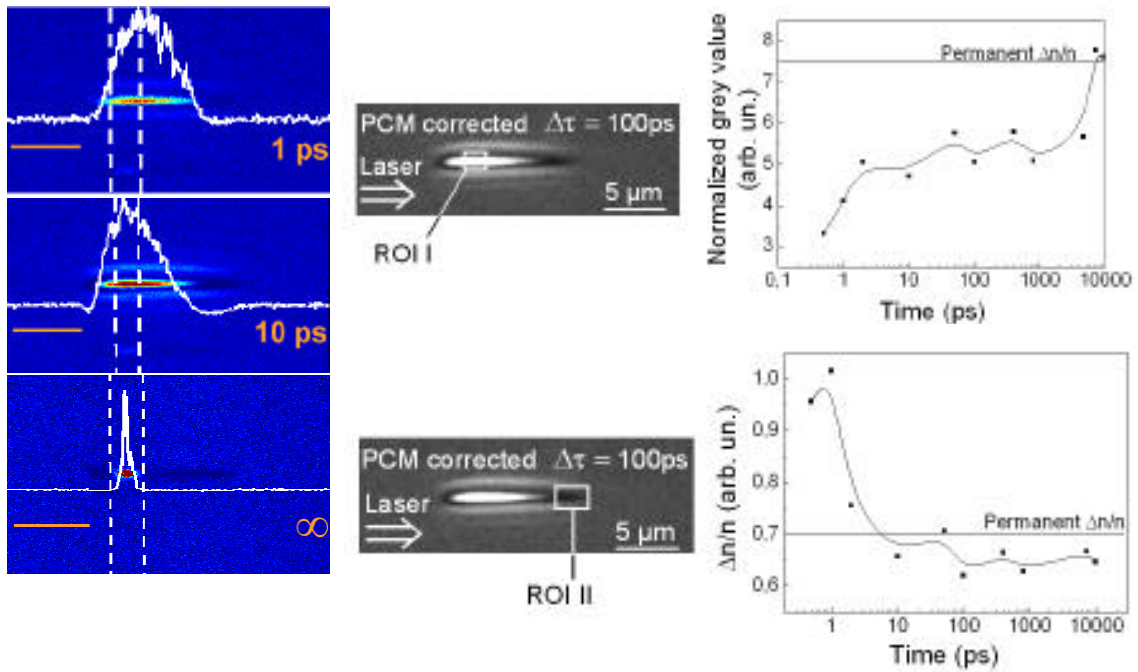 1 ps
10 ps
∞
PCM corrected Δτ = 100ps
Laser
5 µm
ROI I
PCM corrected Δτ = 100ps
Laser
5 µm
ROI II
Normalized grey value
(arb. un.)
8
7
6
5
4
3
Permanent Δn/n
0.1
1
10
100
1000
10000
Time (ps)
Δn/n (arb. un.)
1.0
0.9
0.8
0.7
0.6
Permanent Δn/n
1
10
100
1000
10000
Time (ps)